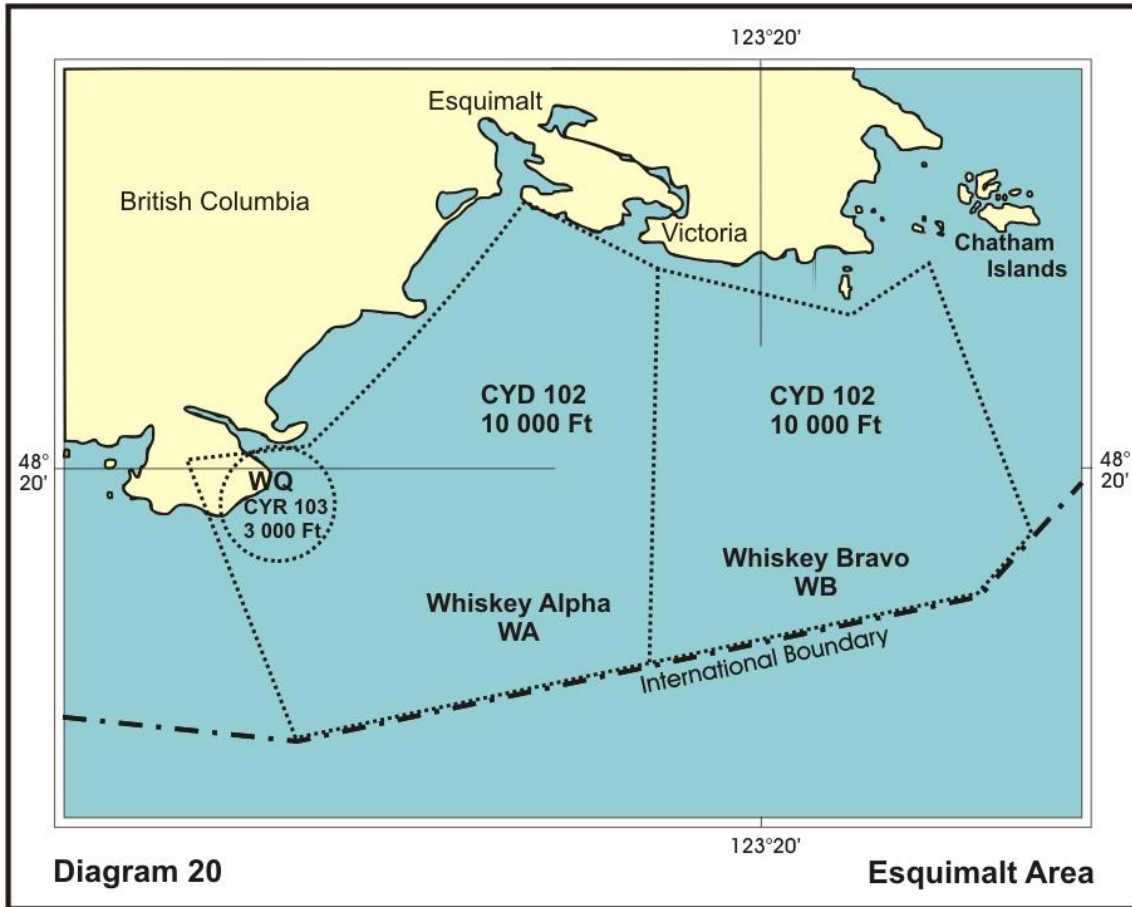 123°20’
Esquimalt
British Columbia
Victoria
Chatham
Islands
CYD 102
10 000 Ft
CYD 102
10 000 Ft
48°
20’
48°
20’
WQ
CYR 103
3 000 Ft
Whiskey Bravo
WB
Whiskey Alpha
WA
International Boundary
123°20’
Diagram 20
Esquimalt Area